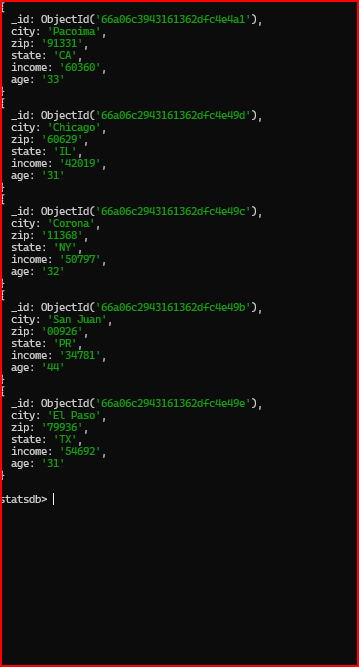 {
  _id: ObjectId('66a06c3943161362dfc4e4a1'),
  city: 'Pacoima',
  zip: '91331',
  state: 'CA',
  income: '60360',
  age: '33'
}
{
  _id: ObjectId('66a06c2943161362dfc4e49d'),
  city: 'Chicago',
  zip: '60629',
  state: 'IL',
  income: '42019',
  age: '31'
}
{
  _id: ObjectId('66a06c2943161362dfc4e49c'),
  city: 'Corona',
  zip: '11368',
  state: 'NY',
  income: '50797',
  age: '32'
}
{
  _id: ObjectId('66a06c2943161362dfc4e49b'),
  city: 'San Juan',
  zip: '00926',
  state: 'PR',
  income: '34781',
  age: '44'
}
{
  _id: ObjectId('66a06c2943161362dfc4e49e'),
  city: 'El Paso',
  zip: '79936',
  state: 'TX',
  income: '54692',
  age: '31'
}
statsdb>